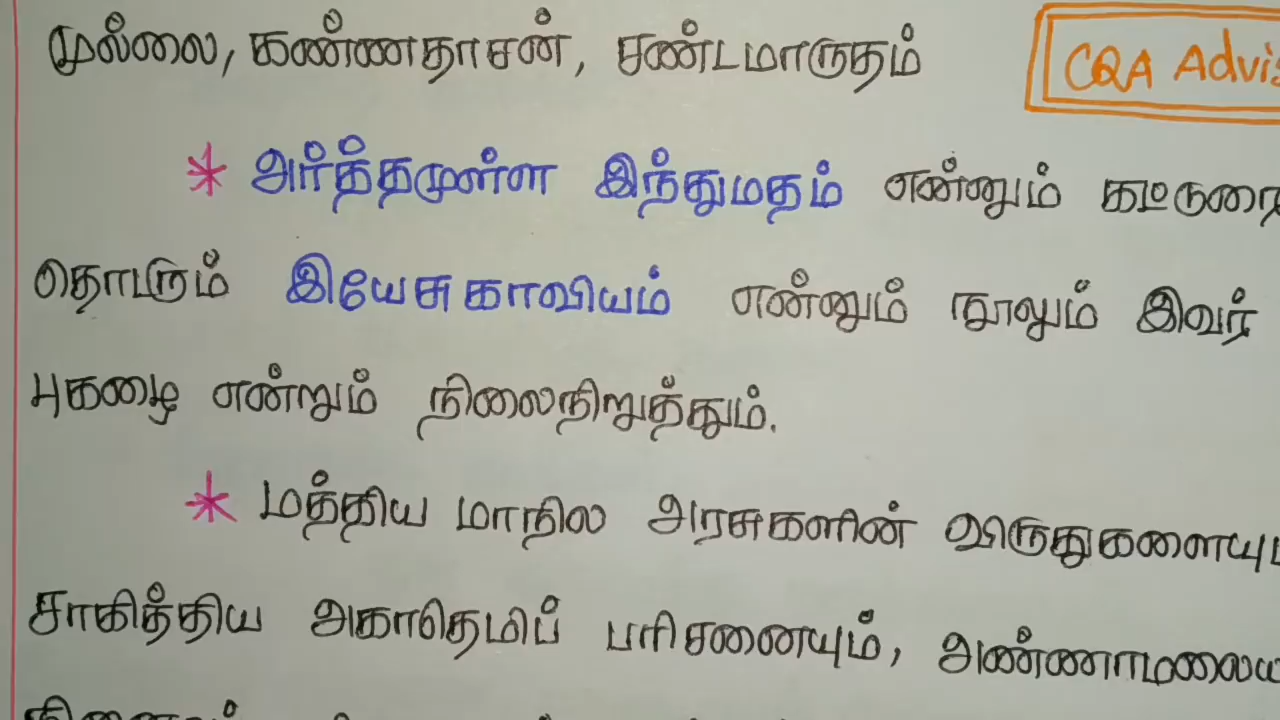 முல்லை, கண்ணதாசன், சண்டமாருதம்
CQA Advis
* அர்த்தமுள்ள இந்துமதம் என்னும் கட்டுரை
தொடரும் இயேசுகாவியம் என்னும் நூலும் இவர்
புகழை என்றும் நிலைநிறுத்தும்.
* மத்திய மாநில அரசுகளின் விருதுகளையு
சாகித்திய அகாதெமிப் பரிசனையும், அண்ணாமலைய